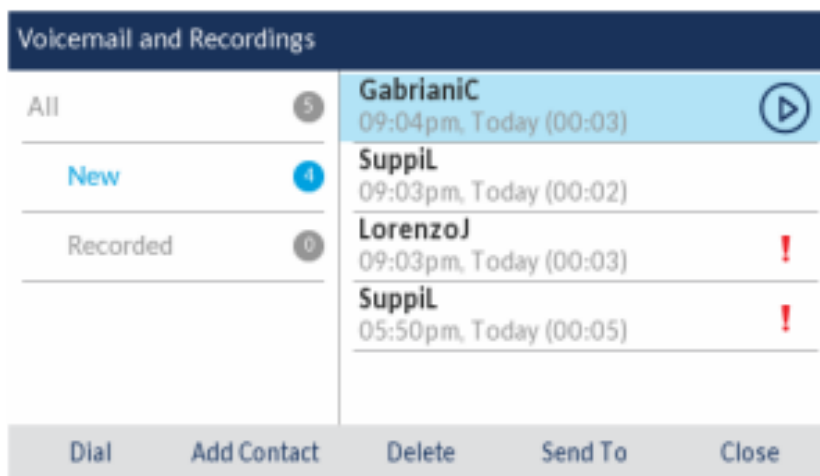 Voicemail and Recordings
All 5
New 4
Recorded 0
GabrianiC
09:04pm, Today (00:03)
SuppiL
09:03pm, Today (00:02)
LorenzoJ
09:03pm, Today (00:03)
!
SuppiL
05:50pm, Today (00:05)
!
Dial Add Contact Delete Send To Close